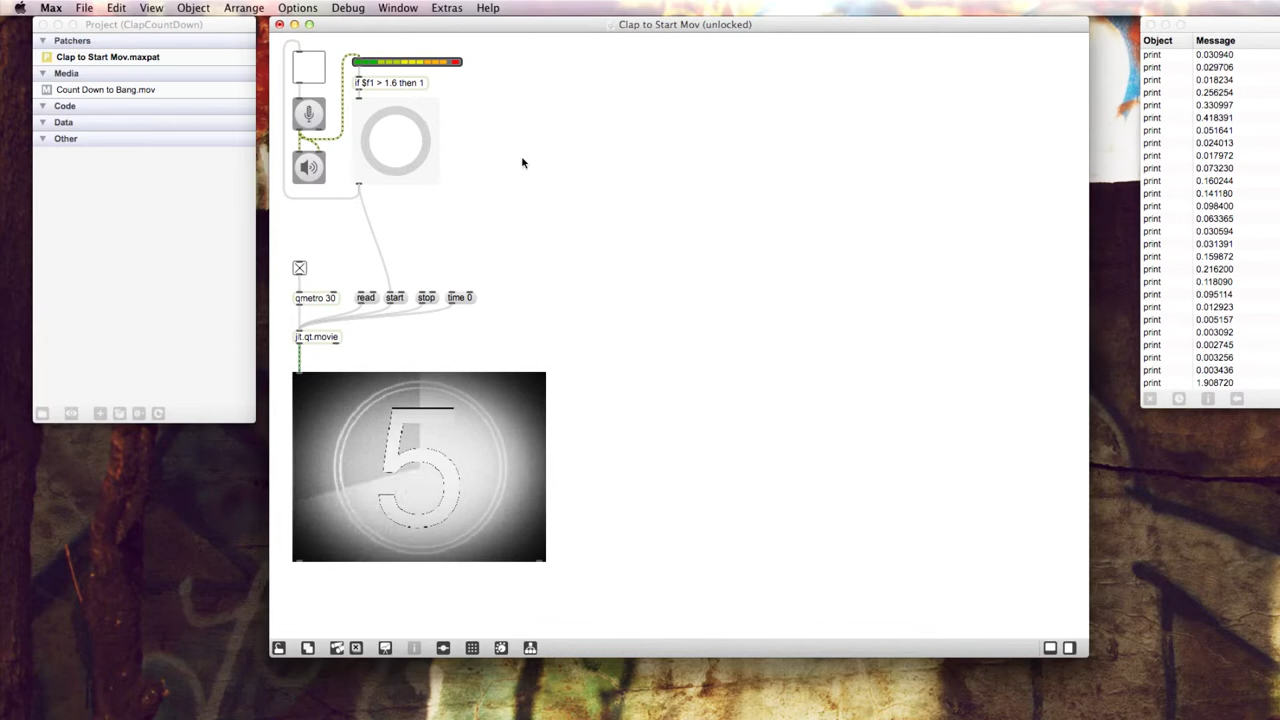 Max File Edit View Object Arrange Options Debug Window Extras Help
Project (ClapCountDown)
Patchers
Clap to Start Mov.maxpat
Media
M Count Down to Bang.mov
Code
Data
Other
Clap to Start Mov (unlocked)
if $f1 > 1.6 then 1
qmetro 30 read start stop time 0
jit.qt.movie
5
Object Message
print 0.030940
print 0.029706
print 0.018234
print 0.256254
print 0.330997
print 0.418391
print 0.051641
print 0.024013
print 0.017972
print 0.073230
print 0.160244
print 0.141180
print 0.098400
print 0.063365
print 0.030594
print 0.031391
print 0.159872
print 0.216200
print 0.118090
print 0.095114
print 0.012923
print 0.005157
print 0.003092
print 0.002745
print 0.003256
print 0.003436
print 1.908720